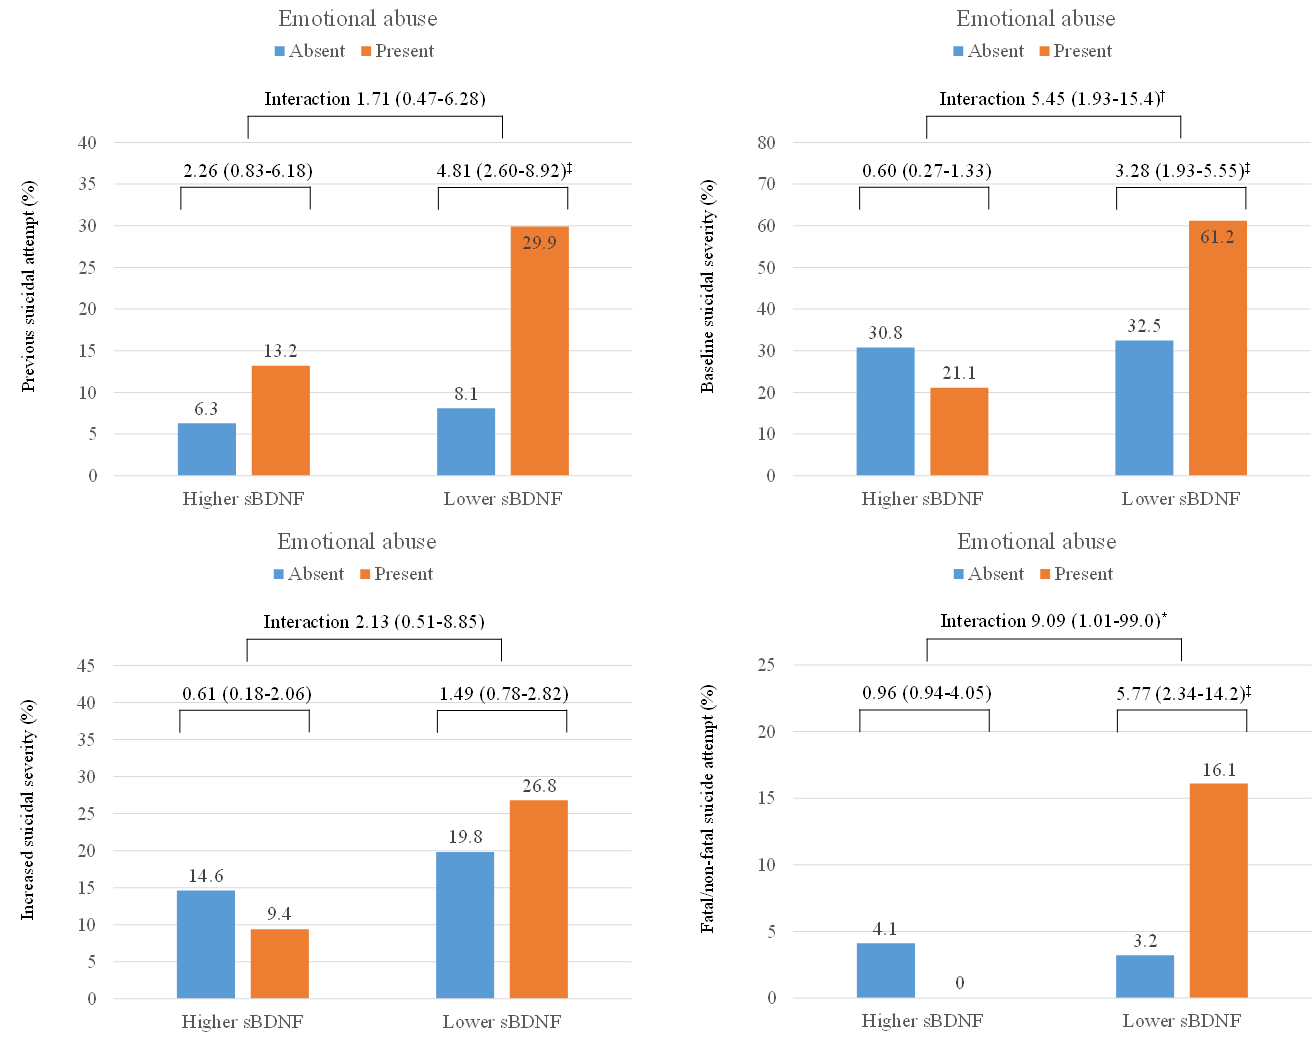 Emotional abuse
Absent Present
Interaction 1.71 (0.47-6.28)
2.26 (0.83-6.18)
4.81 (2.60-8.92)‡
Previous suicidal attempt (%)
40
35
30
25
20
15
10
5
0
6.3
13.2
8.1
29.9
Higher sBDNF
Lower sBDNF
Emotional abuse
Absent Present
Interaction 5.45 (1.93-15.4)†
0.60 (0.27-1.33)
3.28 (1.93-5.55)‡
Baseline suicidal severity (%)
80
70
60
50
40
30
20
10
0
30.8
21.1
32.5
61.2
Higher sBDNF
Lower sBDNF
Emotional abuse
Absent Present
Interaction 2.13 (0.51-8.85)
0.61 (0.18-2.06)
1.49 (0.78-2.82)
Increased suicidal severity (%)
45
40
35
30
25
20
15
10
5
0
14.6
9.4
19.8
26.8
Higher sBDNF
Lower sBDNF
Emotional abuse
Absent Present
Interaction 9.09 (1.01-99.0)*
0.96 (0.94-4.05)
5.77 (2.34-14.2)‡
Fatal/non-fatal suicide attempt (%)
25
20
15
10
5
0
4.1
0
3.2
16.1
Higher sBDNF
Lower sBDNF